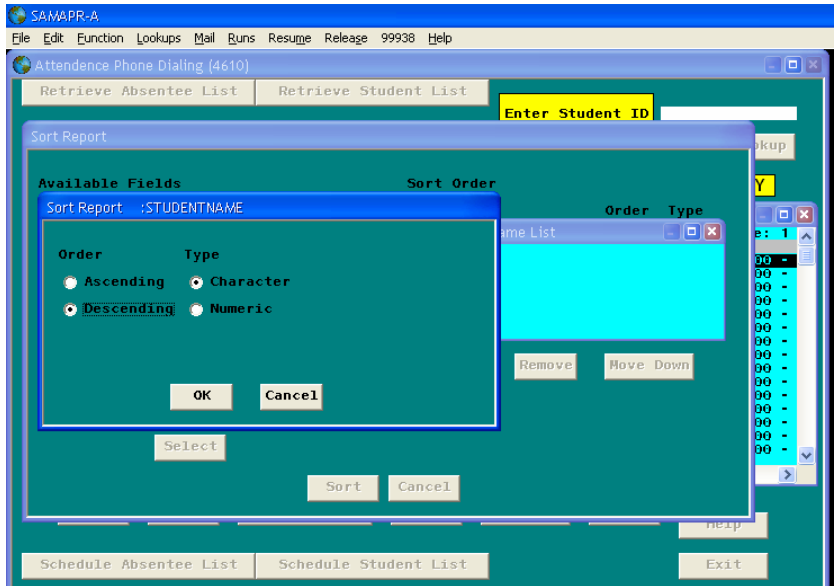 SAMAPR-A
File Edit Function Lookups Mail Runs Resume Release 99938 Help
Attendence Phone Dialing (4610)
Retrieve Absentee List Retrieve Student List
Enter Student ID
Sort Report
Available Fields Sort Order
Order Type
Sort Report :STUDENTNAME
Order Type
Ascending Character
Descending Numeric
OK Cancel
List
Remove Move Down
Select
Sort Cancel
Help
Schedule Absentee List Schedule Student List Exit